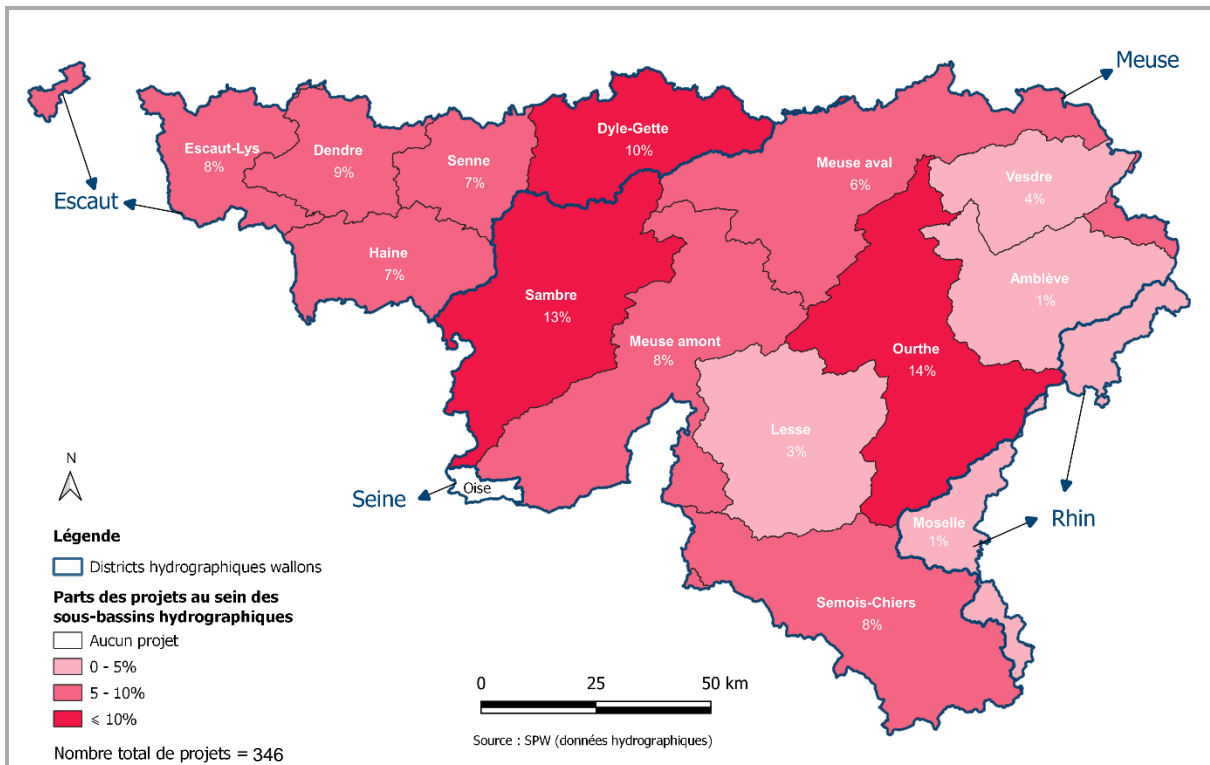 Meuse
Dyle-Gette
10%
Escaut-Lys
8%
Dendre
9%
Senne
7%
Meuse aval
6%
Vesdre
4%
Escaut
Haine
7%
Amblève
1%
Sambre
13%
Meuse amont
8%
Ourthe
14%
Lesse
3%
N
Seine
Oise
Moselle
1%
Rhin
Semois-Chiers
8%
Légende
Districts hydrographiques wallons
Parts des projets au sein des
sous-bassins hydrographiques
Aucun projet
0 - 5%
5 - 10%
⩽ 10%
Nombre total de projets = 346
0 25 50 km
Source : SPW (données hydrographiques)